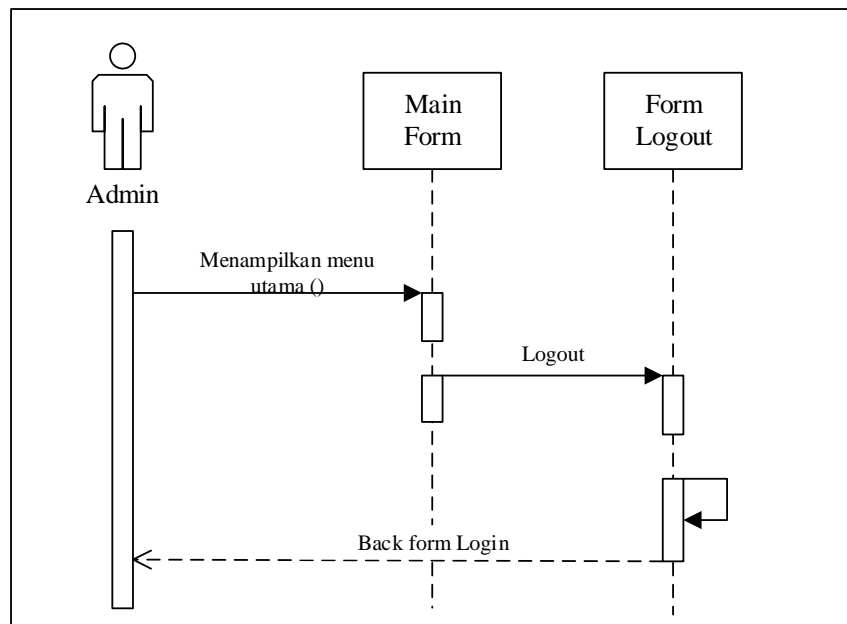 Main
Form
Form
Logout
Admin
Menampilkan menu
utama ()
Logout
Back form Login